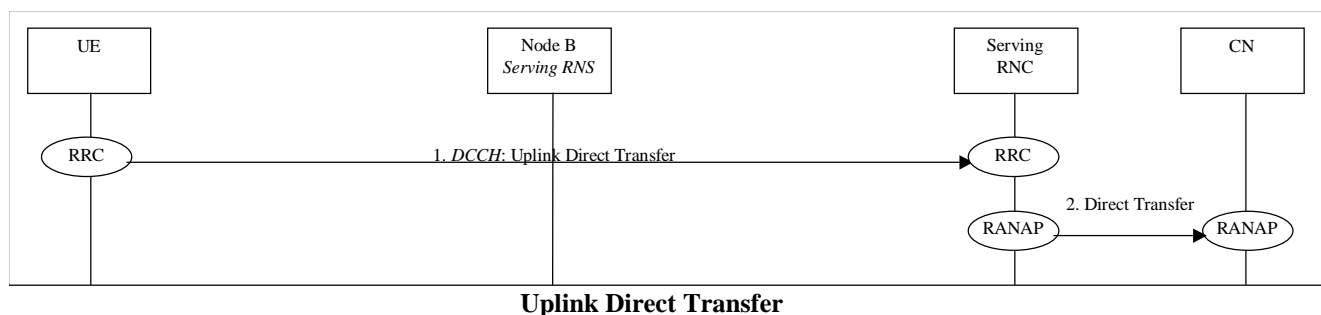 UE
Node B
Serving RNS
Serving
RNC
CN
RRC
1. DCCH: Uplink Direct Transfer
RRC
2. Direct Transfer
RANAP
RANAP
Uplink Direct Transfer